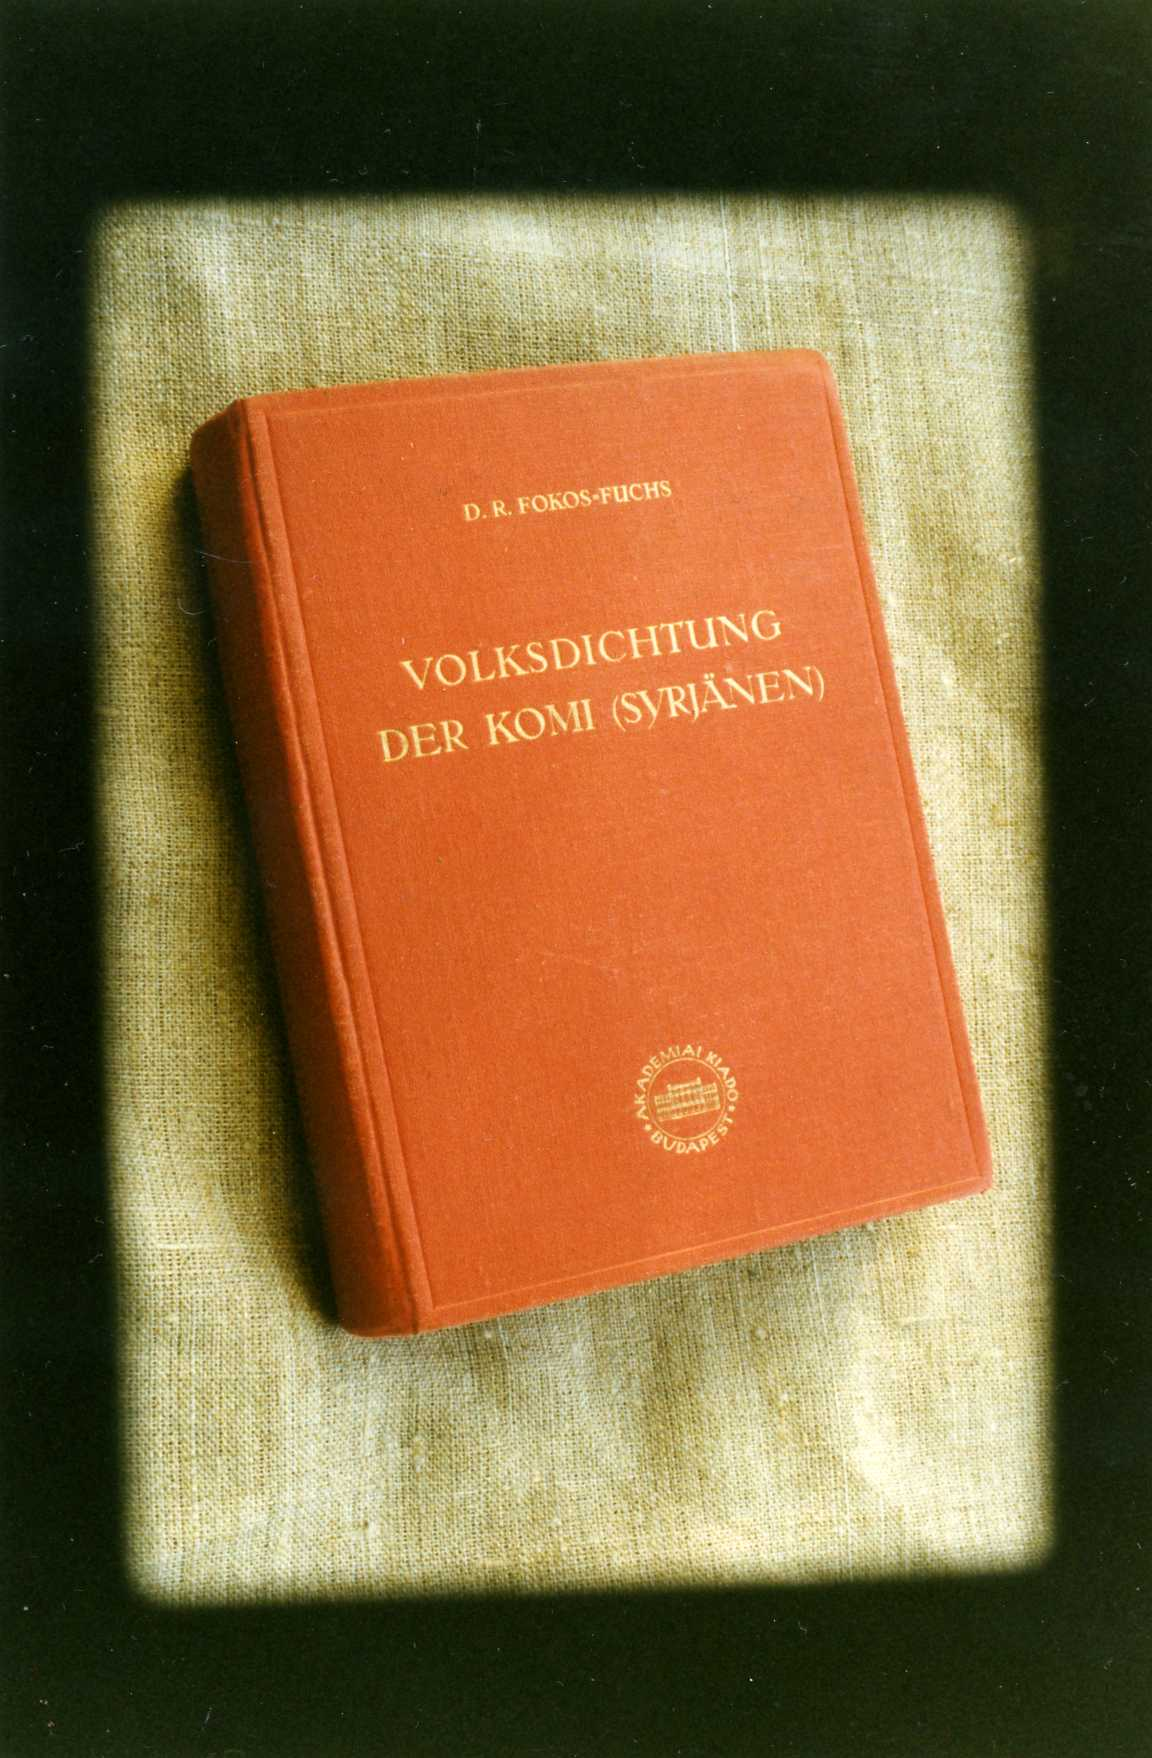 D. R. FOKOS-FUCHS
VOLKSDICHTUNG
DER KOMI (SYRJÄNEN)
AKADEMIAI KIADO
BUDAPEST